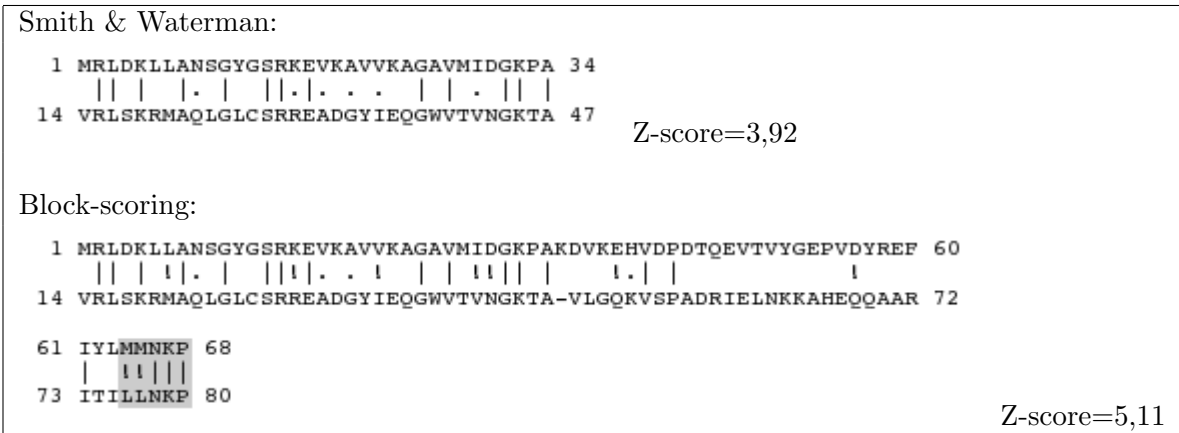 Smith & Waterman:
1 MRLDKLLANSGYGSRKEVKAVVKAGAVMIDGKPA 34
|| | |. | ||.|. . . | | . || |
14 VRLSKRMAQLGLCSRREADGYIEQGWVTVNGKTA 47
Z-score=3,92
Block-scoring:
1 MRLDKLLANSGYGSRKEVKAVVKAGAVMIDGKPAKDVKEHVDPDTQEVTVYGEPVDYREF 60
|| | !|. | ||!|. . ! | | !!|| | !.| | !
14 VRLSKRMAQLGLCSRREADGYIEQGWVTVNGKTA-VLGQKVSPADRIELNKKAHEQQAAR 72
61 IYLMMNKP 68
| !!|||
73 ITILLNKP 80
Z-score=5,11